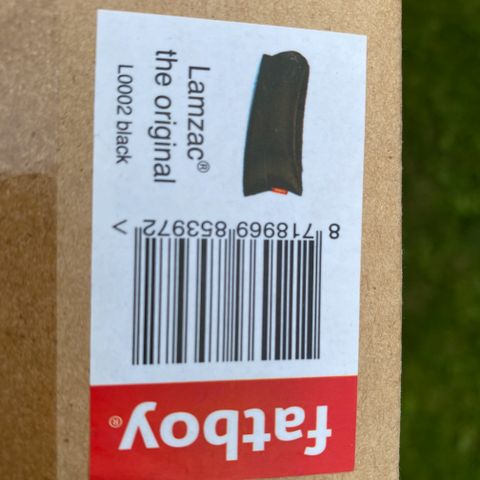 Lamzac®
the original
L0002 black
8 718969 853972 >
fatboy®